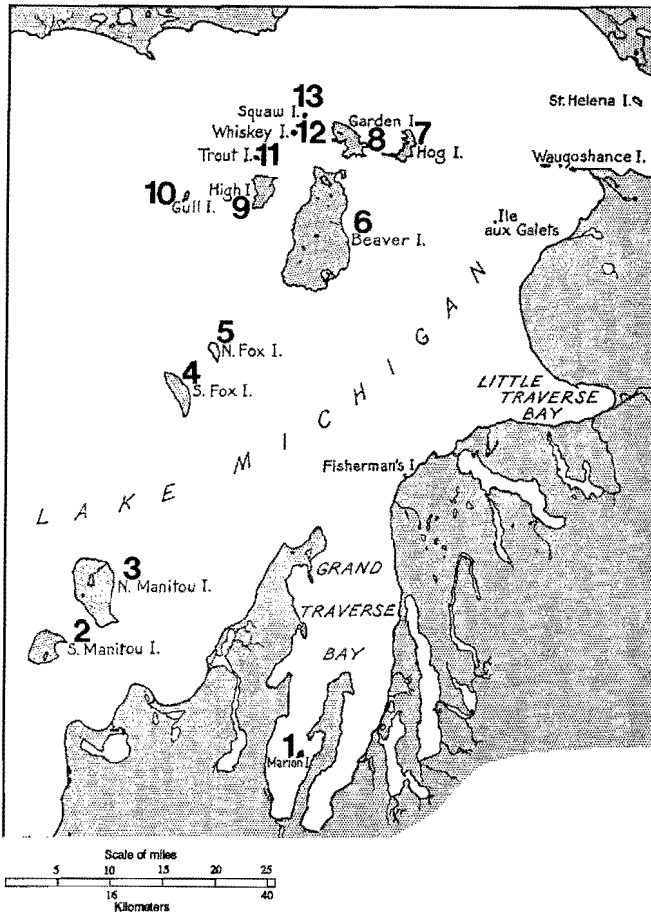 13
Squaw I.
Whiskey I. 12
Garden I.
8
7
Hog I.
St. Helena I.
Trout I. 11
Waugoshance I.
10
Gull I.
High I.
9
6
Beaver I.
Ile
aux Galets
5
N. Fox I.
4
S. Fox I.
LAKE MICHIGAN
LITTLE
TRAVERSE
BAY
Fisherman's I.
3
N. Manitou I.
2
S. Manitou I.
GRAND
TRAVERSE
BAY
1
Marion I.
Scale of miles
5 10 15 20 25
16 40
Kilometers